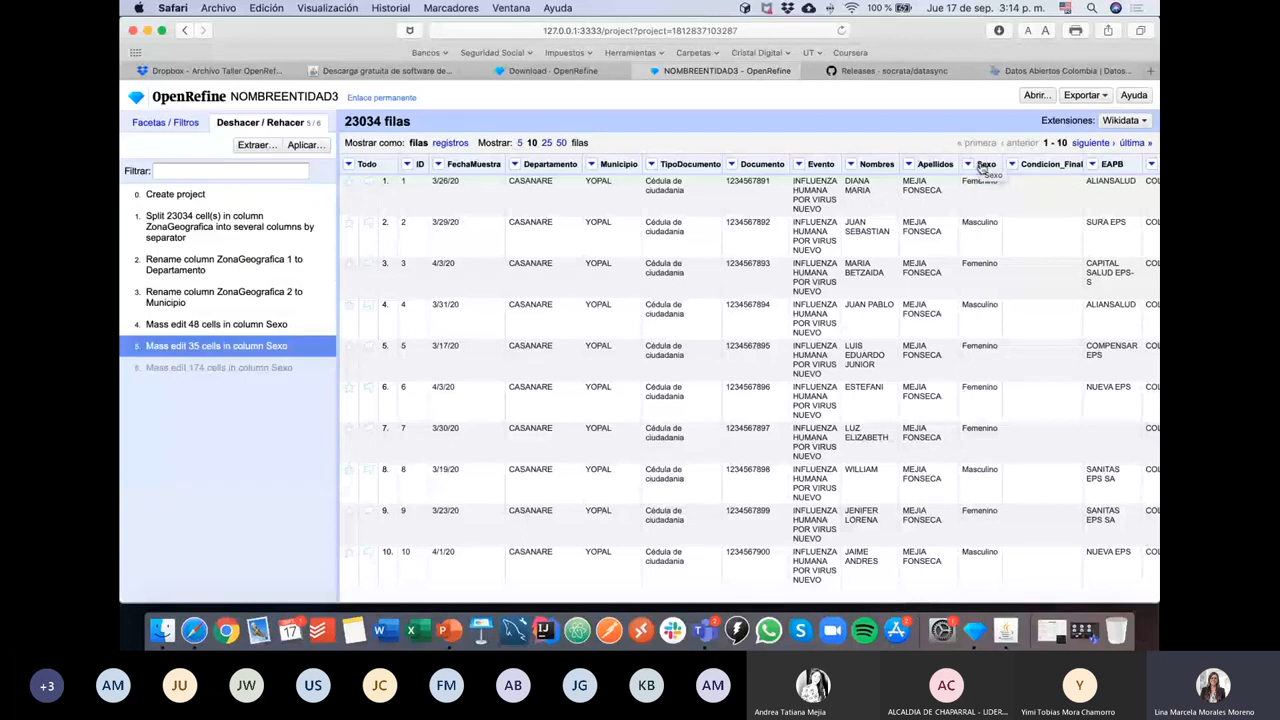 Safari Archivo Edición Visualización Historial Marcadores Ventana Ayuda 100 % Jue 17 de sep. 3:14 p. m.
127.0.0.1:3333/project?project=1812837103287
Bancos Seguridad Social Impuestos Herramientas Carpetas Cristal Digital UT Coursera
Dropbox - Archivo Taller OpenRef... Descarga gratuita de software de... Download · OpenRefine NOMBREENTIDAD3 - OpenRefine Releases · socrata/datasync Datos Abiertos Colombia | Datos...
OpenRefine NOMBREENTIDAD3 Enlace permanente Abrir... Exportar Ayuda
Facetas / Filtros Deshacer / Rehacer 5 / 6 23034 filas Extensiones: Wikidata
Extraer... Aplicar... Mostrar como: filas registros Mostrar: 5 10 25 50 filas « primera ‹ anterior 1 - 10 siguiente › última »
Filtrar:
0. Create project
1. Split 23034 cell(s) in column
ZonaGeografica into several columns by
separator
2. Rename column ZonaGeografica 1 to
Departamento
3. Rename column ZonaGeografica 2 to
Municipio
4. Mass edit 48 cells in column Sexo
5. Mass edit 35 cells in column Sexo
6. Mass edit 174 cells in column Sexo
Todo ID FechaMuestra Departamento Municipio TipoDocumento Documento Evento Nombres Apellidos Sexo Condicion_Final EAPB
Sexo
1. 1 3/26/20 CASANARE YOPAL Cédula de ciudadania 1234567891 INFLUENZA HUMANA POR VIRUS NUEVO DIANA MARIA MEJIA FONSECA Femenino ALIANSALUD COL
2. 2 3/29/20 CASANARE YOPAL Cédula de ciudadania 1234567892 INFLUENZA HUMANA POR VIRUS NUEVO JUAN SEBASTIAN MEJIA FONSECA Masculino SURA EPS COL
3. 3 4/3/20 CASANARE YOPAL Cédula de ciudadania 1234567893 INFLUENZA HUMANA POR VIRUS NUEVO MARIA BETZAIDA MEJIA FONSECA Femenino CAPITAL SALUD EPS-S COL
4. 4 3/31/20 CASANARE YOPAL Cédula de ciudadania 1234567894 INFLUENZA HUMANA POR VIRUS NUEVO JUAN PABLO MEJIA FONSECA Masculino ALIANSALUD COL
5. 5 3/17/20 CASANARE YOPAL Cédula de ciudadania 1234567895 INFLUENZA HUMANA POR VIRUS NUEVO LUIS EDUARDO JUNIOR MEJIA FONSECA Femenino COMPENSAR EPS COL
6. 6 4/3/20 CASANARE YOPAL Cédula de ciudadania 1234567896 INFLUENZA HUMANA POR VIRUS NUEVO ESTEFANI MEJIA FONSECA Femenino NUEVA EPS COL
7. 7 3/30/20 CASANARE YOPAL Cédula de ciudadania 1234567897 INFLUENZA HUMANA POR VIRUS NUEVO LUZ ELIZABETH MEJIA FONSECA Femenino COL
8. 8 3/19/20 CASANARE YOPAL Cédula de ciudadania 1234567898 INFLUENZA HUMANA POR VIRUS NUEVO WILLIAM MEJIA FONSECA Masculino SANITAS EPS SA COL
9. 9 3/23/20 CASANARE YOPAL Cédula de ciudadania 1234567899 INFLUENZA HUMANA POR VIRUS NUEVO JENIFER LORENA MEJIA FONSECA Femenino SANITAS EPS SA COL
10. 10 4/1/20 CASANARE YOPAL Cédula de ciudadania 1234567900 INFLUENZA HUMANA POR VIRUS NUEVO JAIME ANDRES MEJIA FONSECA Masculino NUEVA EPS COL
+3 AM JU JW US JC FM AB JG KB AM AC Y
Andrea Tatiana Mejia ALCALDIA DE CHAPARRAL - LIDER... Yimi Tobias Mora Chamorro Lina Marcela Morales Moreno